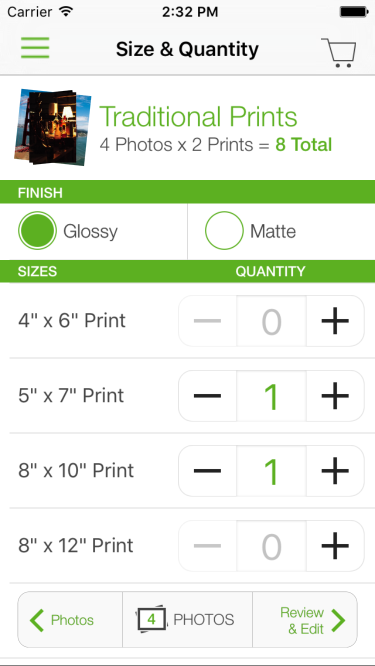 Carrier 2:32 PM
Size & Quantity
Traditional Prints
4 Photos x 2 Prints = 8 Total
FINISH
Glossy Matte
SIZES QUANTITY
4" x 6" Print 0
5" x 7" Print 1
8" x 10" Print 1
8" x 12" Print 0
Photos 4 PHOTOS Review
& Edit